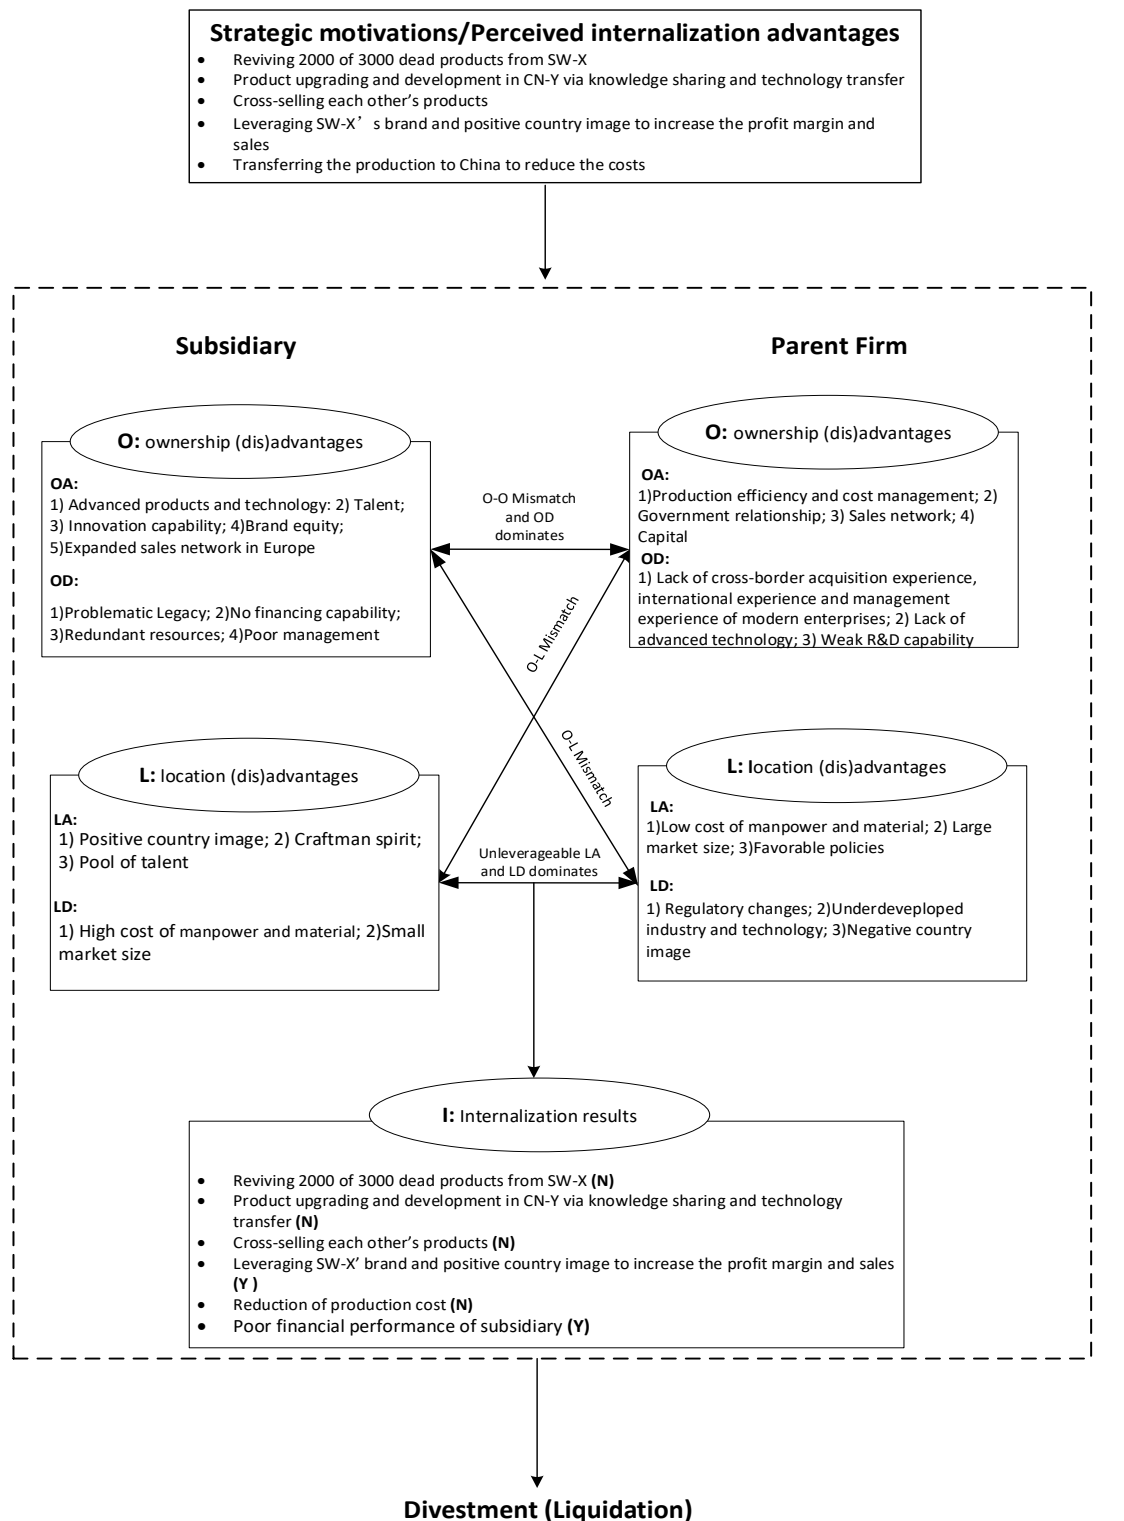 Strategic motivations/Perceived internalization advantages
• Reviving 2000 of 3000 dead products from SW-X
• Product upgrading and development in CN-Y via knowledge sharing and technology transfer
• Cross-selling each other’s products
• Leveraging SW-X’s brand and positive country image to increase the profit margin and
sales
• Transferring the production to China to reduce the costs
Subsidiary
Parent Firm
O: ownership (dis)advantages
OA:
1) Advanced products and technology: 2) Talent;
3) Innovation capability; 4)Brand equity;
5)Expanded sales network in Europe
OD:
1)Problematic Legacy; 2)No financing capability;
3)Redundant resources; 4)Poor management
O-O Mismatch
and OD
dominates
O: ownership (dis)advantages
OA:
1)Production efficiency and cost management; 2)
Government relationship; 3) Sales network; 4)
Capital
OD:
1) Lack of cross-border acquisition experience,
international experience and management
experience of modern enterprises; 2) Lack of
advanced technology; 3) Weak R&D capability
O-L Mismatch
O-L Mismatch
L: location (dis)advantages
LA:
1) Positive country image; 2) Craftman spirit;
3) Pool of talent
LD:
1) High cost of manpower and material; 2)Small
market size
Unleverageable LA
and LD dominates
L: location (dis)advantages
LA:
1)Low cost of manpower and material; 2) Large
market size; 3)Favorable policies
LD:
1) Regulatory changes; 2)Underdeveploped
industry and technology; 3)Negative country
image
I: Internalization results
• Reviving 2000 of 3000 dead products from SW-X (N)
• Product upgrading and development in CN-Y via knowledge sharing and technology
transfer (N)
• Cross-selling each other’s products (N)
• Leveraging SW-X’ brand and positive country image to increase the profit margin and sales
(Y )
• Reduction of production cost (N)
• Poor financial performance of subsidiary (Y)
Divestment (Liquidation)